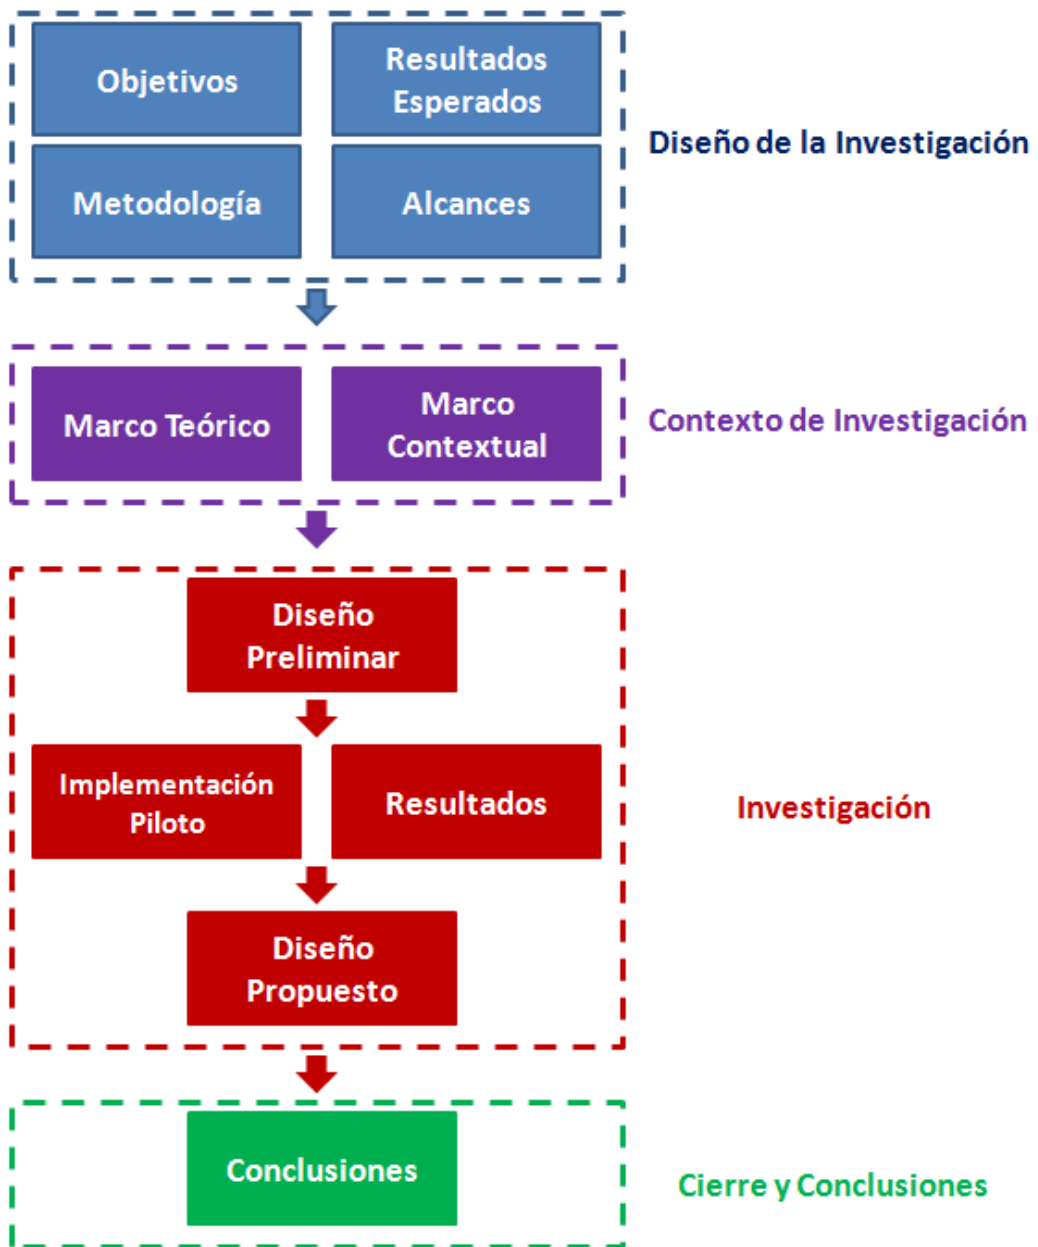 Objetivos
Resultados
Esperados
Metodología
Alcances
Diseño de la Investigación
Marco Teórico
Marco
Contextual
Contexto de Investigación
Diseño
Preliminar
Implementación
Piloto
Resultados
Investigación
Diseño
Propuesto
Conclusiones
Cierre y Conclusiones